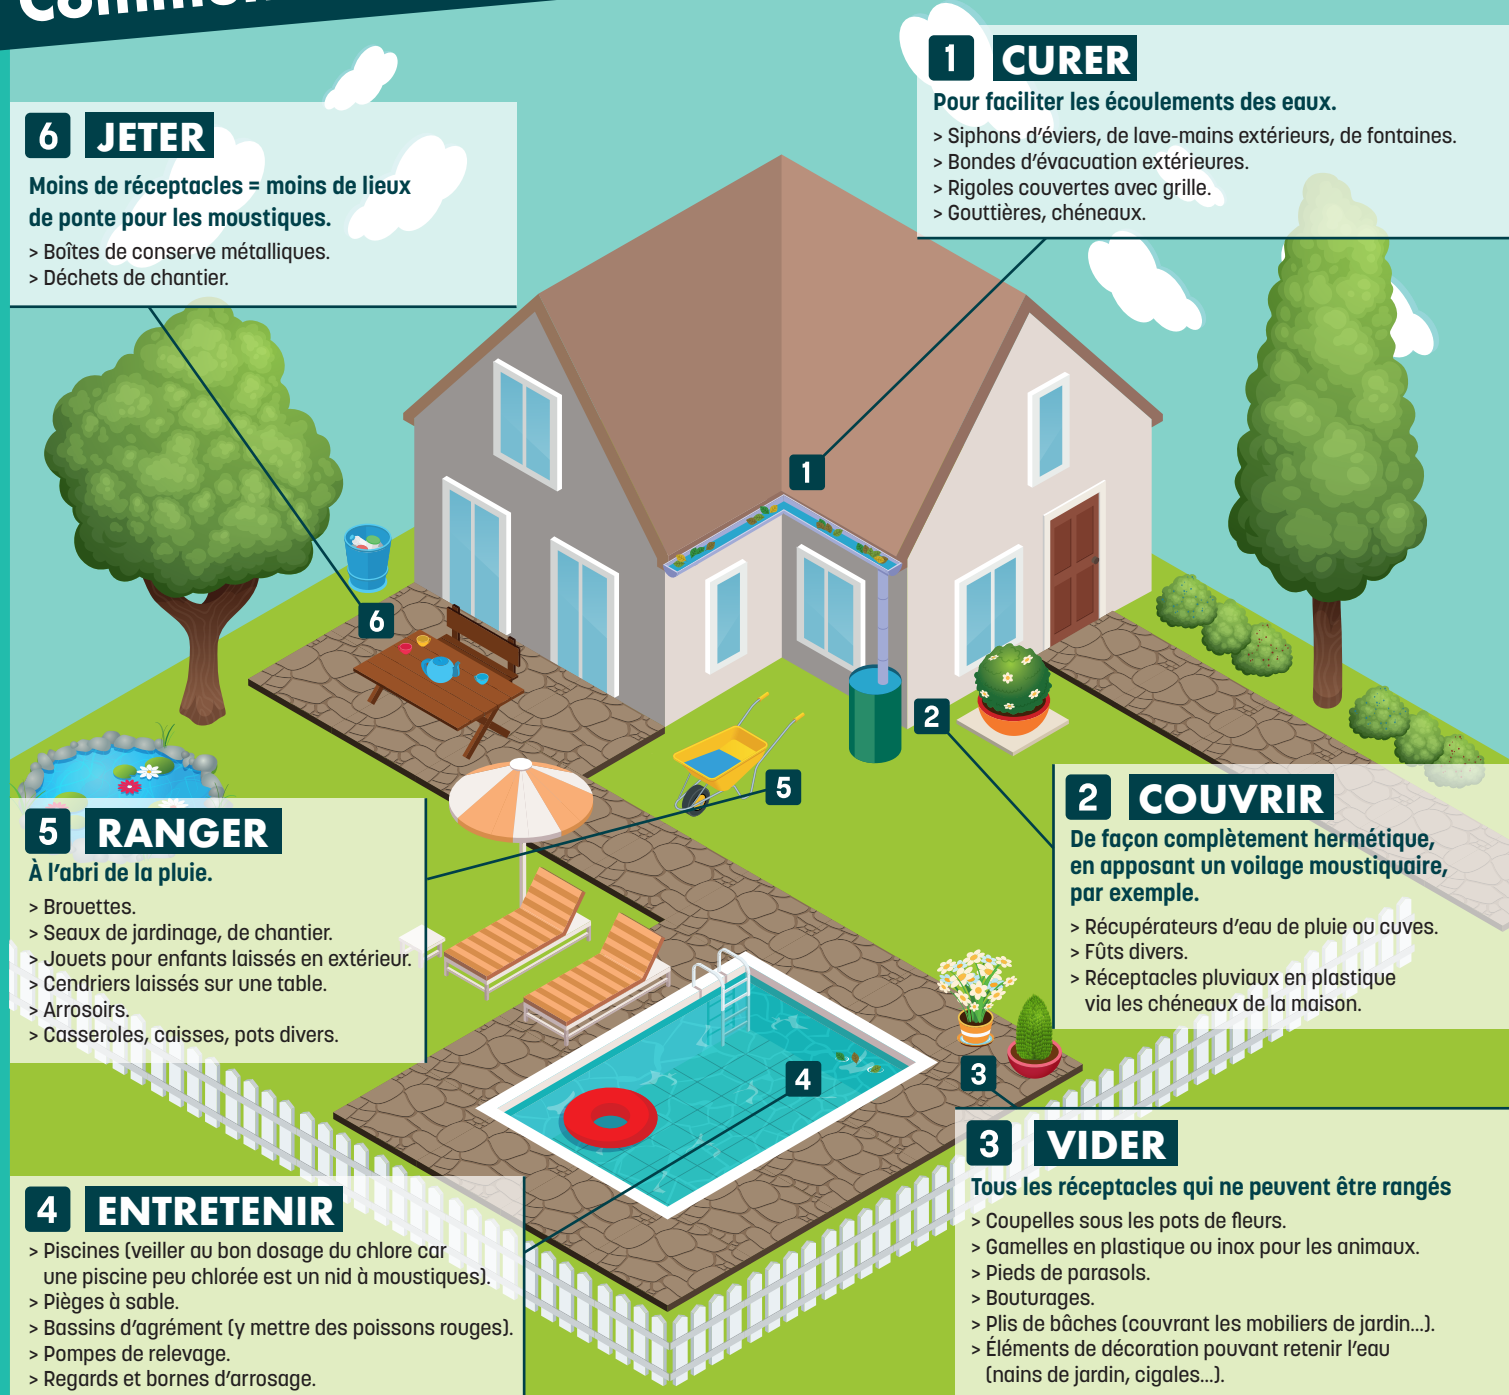 1 CURER
Pour faciliter les écoulements des eaux.
> Siphons d'éviers, de lave-mains extérieurs, de fontaines.
> Bondes d'évacuation extérieures.
> Rigoles couvertes avec grille.
> Gouttières, chéneaux.
6 JETER
Moins de réceptacles = moins de lieux
de ponte pour les moustiques.
> Boîtes de conserve métalliques.
> Déchets de chantier.
1
6
2
5
2 COUVRIR
De façon complètement hermétique,
en apposant un voilage moustiquaire,
par exemple.
> Récupérateurs d'eau de pluie ou cuves.
> Fûts divers.
> Réceptacles pluviaux en plastique
via les chéneaux de la maison.
5 RANGER
À l'abri de la pluie.
> Brouettes.
> Seaux de jardinage, de chantier.
> Jouets pour enfants laissés en extérieur.
> Cendriers laissés sur une table.
> Arrosoirs.
> Casseroles, caisses, pots divers.
4
3
3 VIDER
Tous les réceptacles qui ne peuvent être rangés
> Coupelles sous les pots de fleurs.
> Gamelles en plastique ou inox pour les animaux.
> Pieds de parasols.
> Bouturages.
> Plis de bâches (couvrant les mobiliers de jardin...).
> Éléments de décoration pouvant retenir l'eau
(nains de jardin, cigales...).
4 ENTRETENIR
> Piscines (veiller au bon dosage du chlore car
une piscine peu chlorée est un nid à moustiques).
> Pièges à sable.
> Bassins d'agrément (y mettre des poissons rouges).
> Pompes de relevage.
> Regards et bornes d'arrosage.